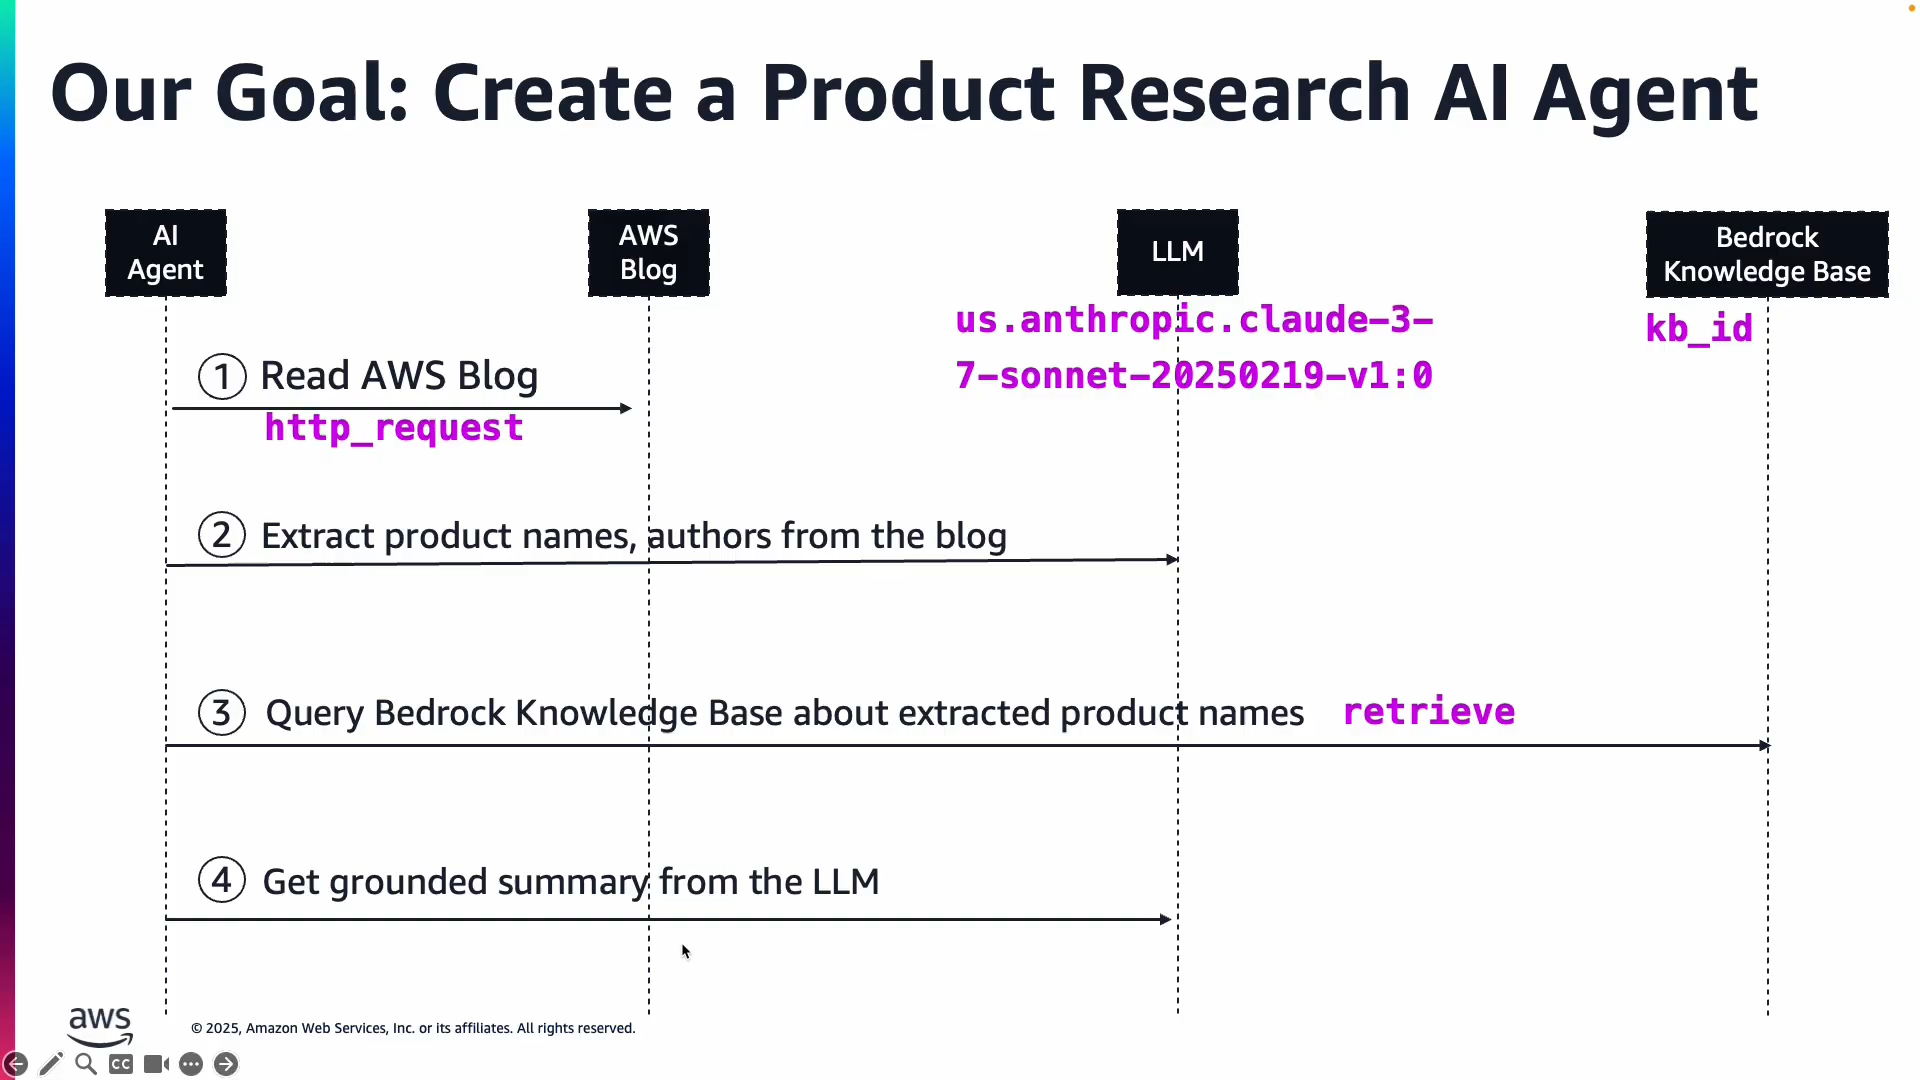 Our Goal: Create a Product Research AI Agent
AI
Agent
AWS
Blog
LLM
Bedrock
Knowledge Base
us.anthropic.claude-3-
7-sonnet-20250219-v1:0
kb_id
1 Read AWS Blog
http_request
2 Extract product names, authors from the blog
3 Query Bedrock Knowledge Base about extracted product names retrieve
4 Get grounded summary from the LLM
aws
© 2025, Amazon Web Services, Inc. or its affiliates. All rights reserved.
CC